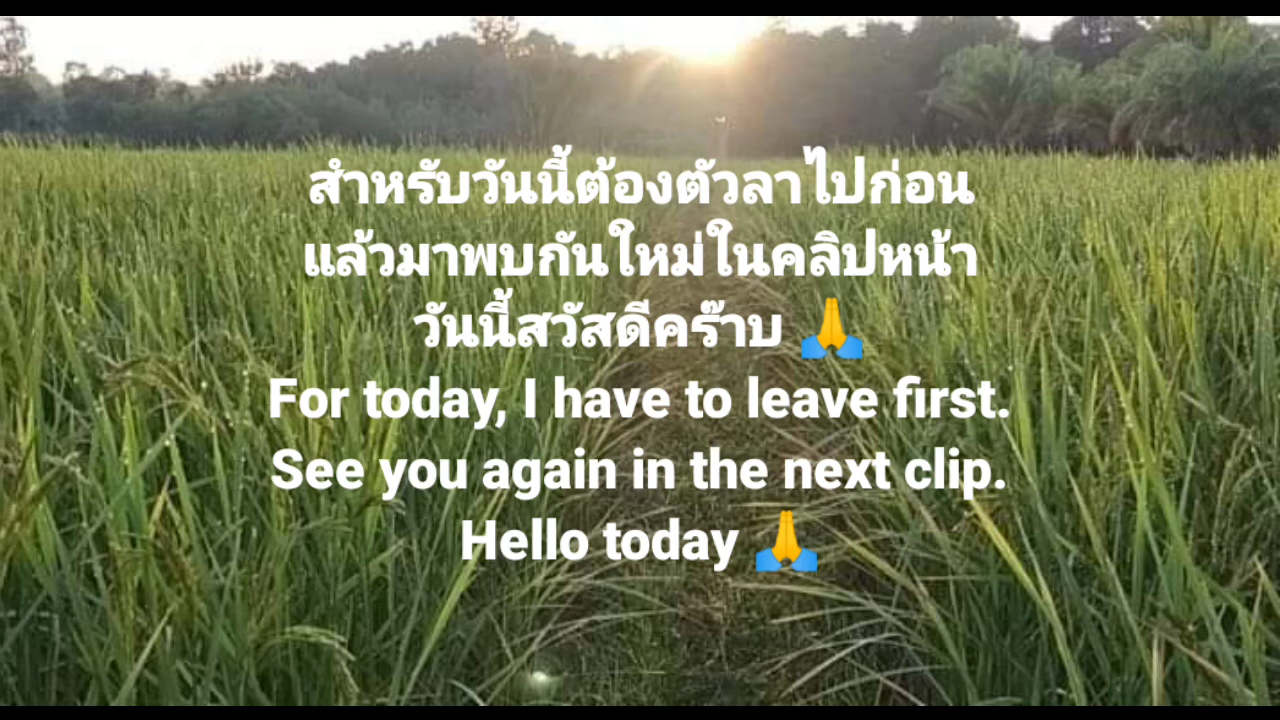 สำหรับวันนี้ต้องตัวลาไปก่อน
แล้วมาพบกันใหม่ในคลิปหน้า
วันนี้สวัสดีคร๊าบ 🙏
For today, I have to leave first.
See you again in the next clip.
Hello today 🙏